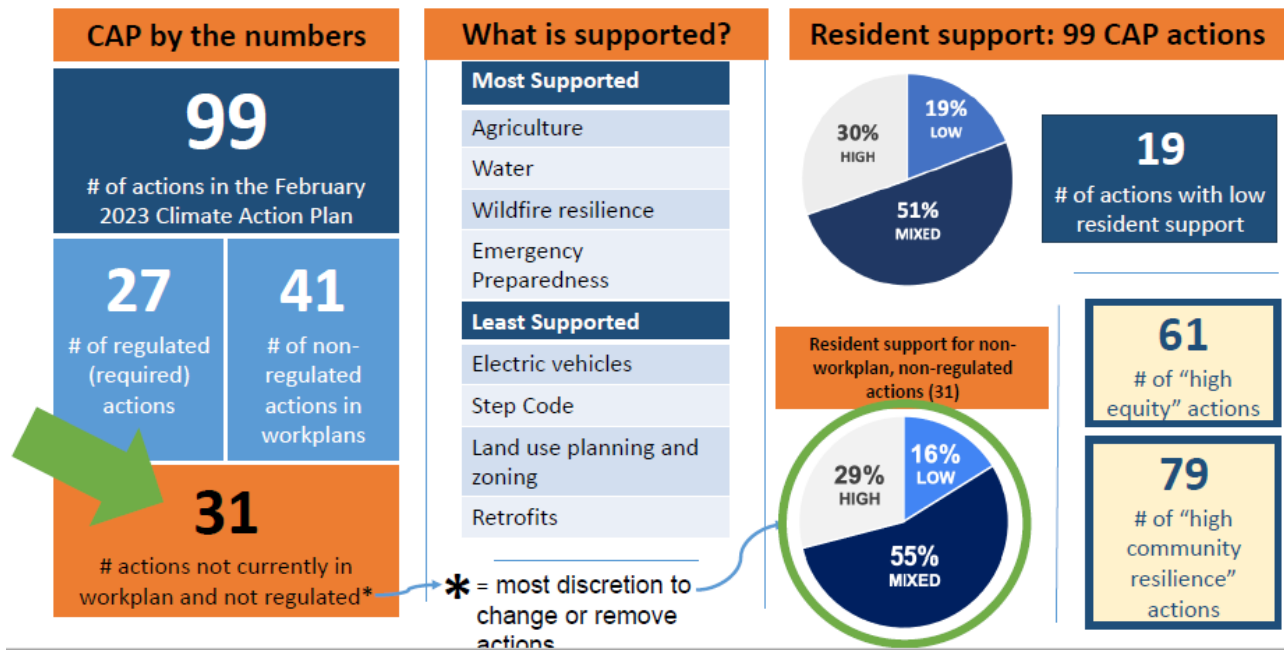 CAP by the numbers
99
# of actions in the February
2023 Climate Action Plan
27
# of regulated
(required)
actions
41
# of non-
regulated
actions in
workplans
31
# actions not currently in
workplan and not regulated*
What is supported?
Most Supported
Agriculture
Water
Wildfire resilience
Emergency
Preparedness
Least Supported
Electric vehicles
Step Code
Land use planning and
zoning
Retrofits
* = most discretion to
change or remove
actions
Resident support: 99 CAP actions
30%
HIGH
19%
LOW
51%
MIXED
19
# of actions with low
resident support
Resident support for non-
workplan, non-regulated
actions (31)
29%
HIGH
16%
LOW
55%
MIXED
61
# of “high
equity” actions
79
# of “high
community
resilience”
actions